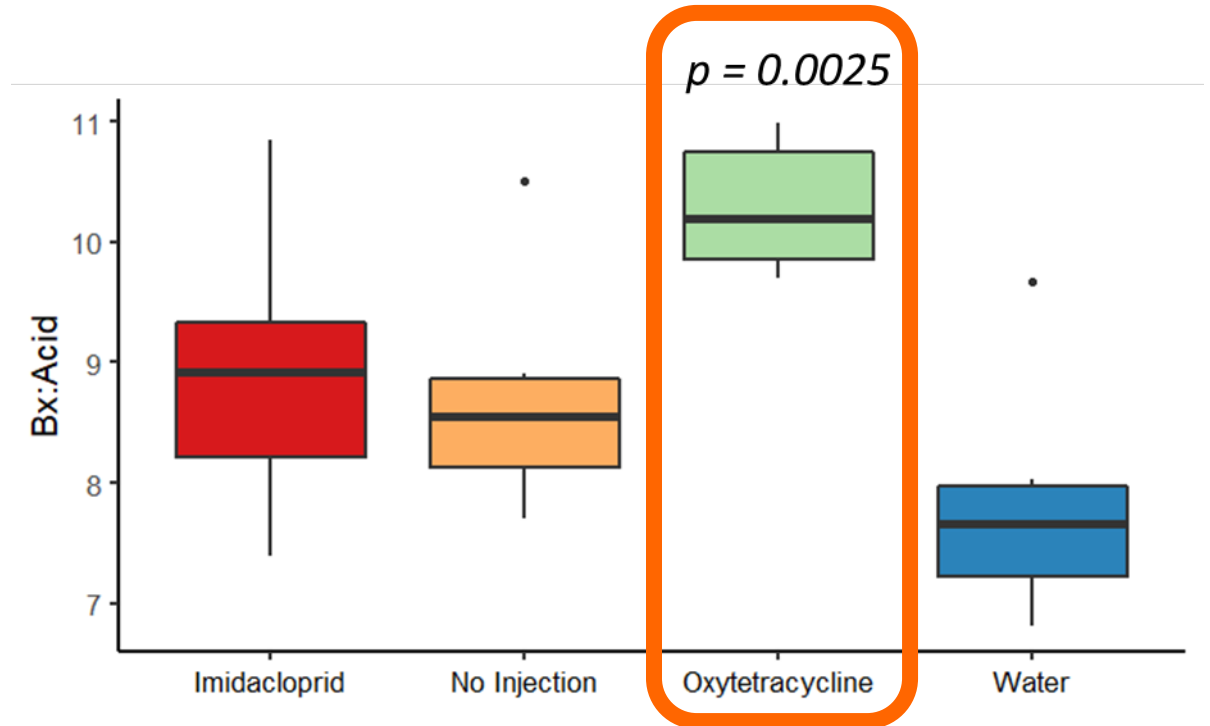 p = 0.0025
11
10
9
8
7
Bx:Acid
Imidacloprid No Injection Oxytetracycline Water